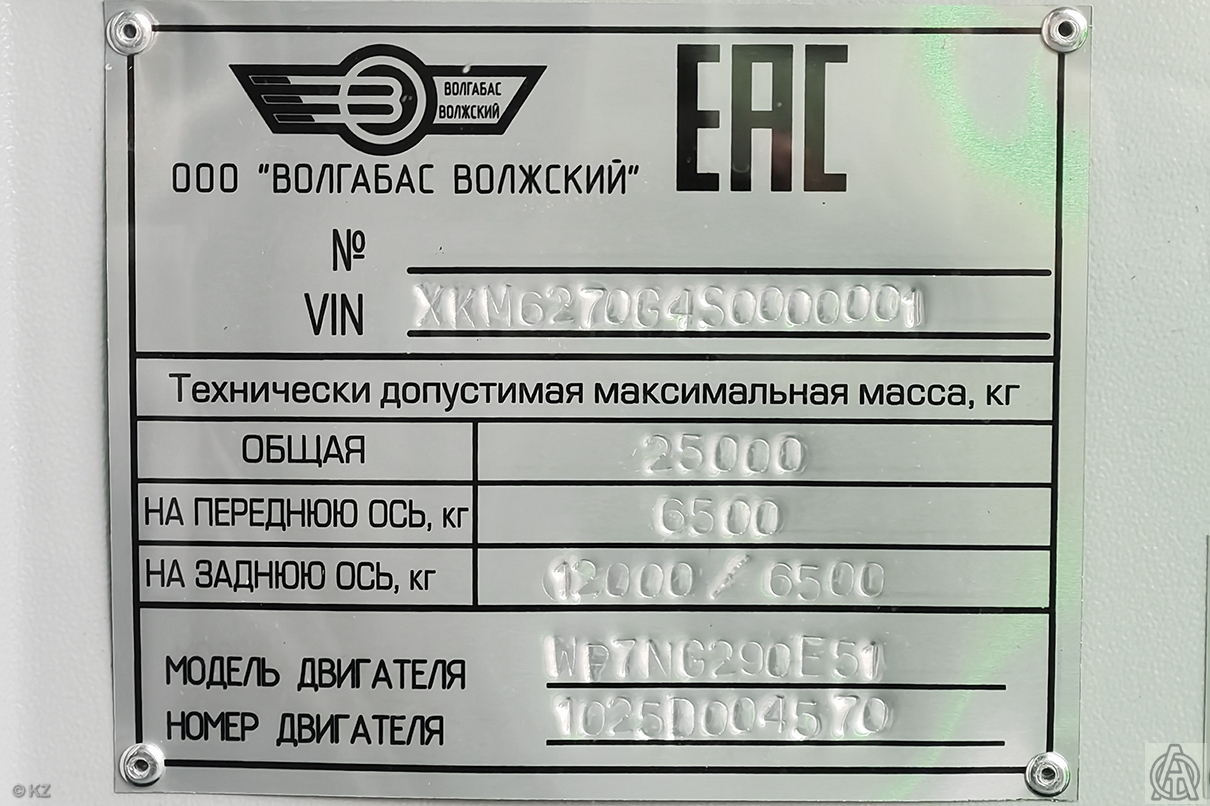 ВОЛГАБАС
ВОЛЖСКИЙ
ЕАС
ООО "ВОЛГАБАС ВОЛЖСКИЙ"
№
VIN XKM6270G4S0000001
Технически допустимая максимальная масса, кг
ОБЩАЯ 25000
НА ПЕРЕДНЮЮ ОСЬ, кг 6500
НА ЗАДНЮЮ ОСЬ, кг 12000 / 6500
МОДЕЛЬ ДВИГАТЕЛЯ WP7NG290E51
НОМЕР ДВИГАТЕЛЯ 1025D004570
© KZ